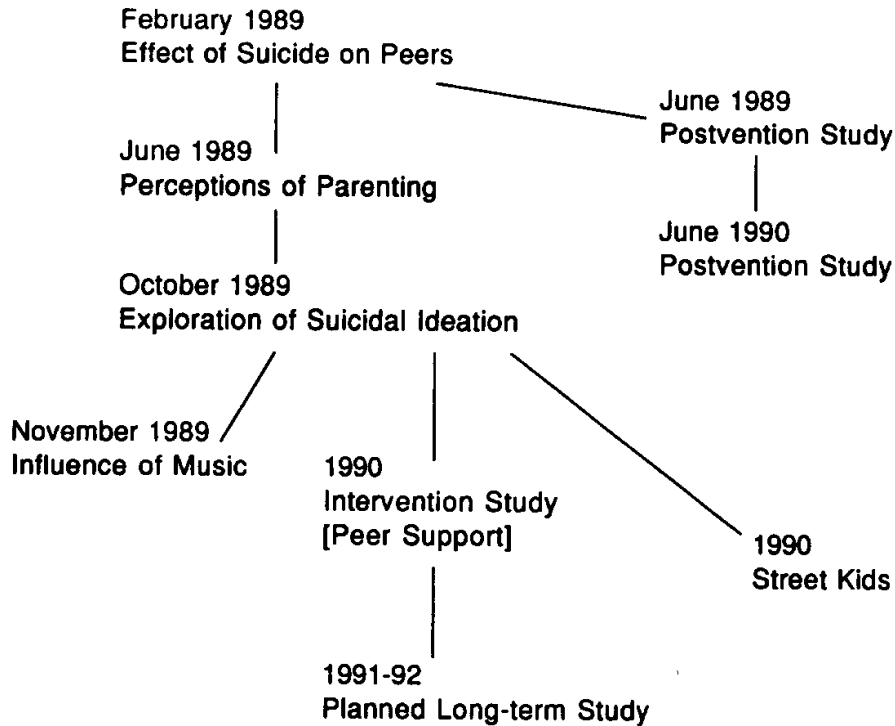 February 1989
Effect of Suicide on Peers
June 1989
Postvention Study
June 1989
Perceptions of Parenting
June 1990
Postvention Study
October 1989
Exploration of Suicidal Ideation
November 1989
Influence of Music
1990
Intervention Study
[Peer Support]
1990
Street Kids
1991-92
Planned Long-term Study